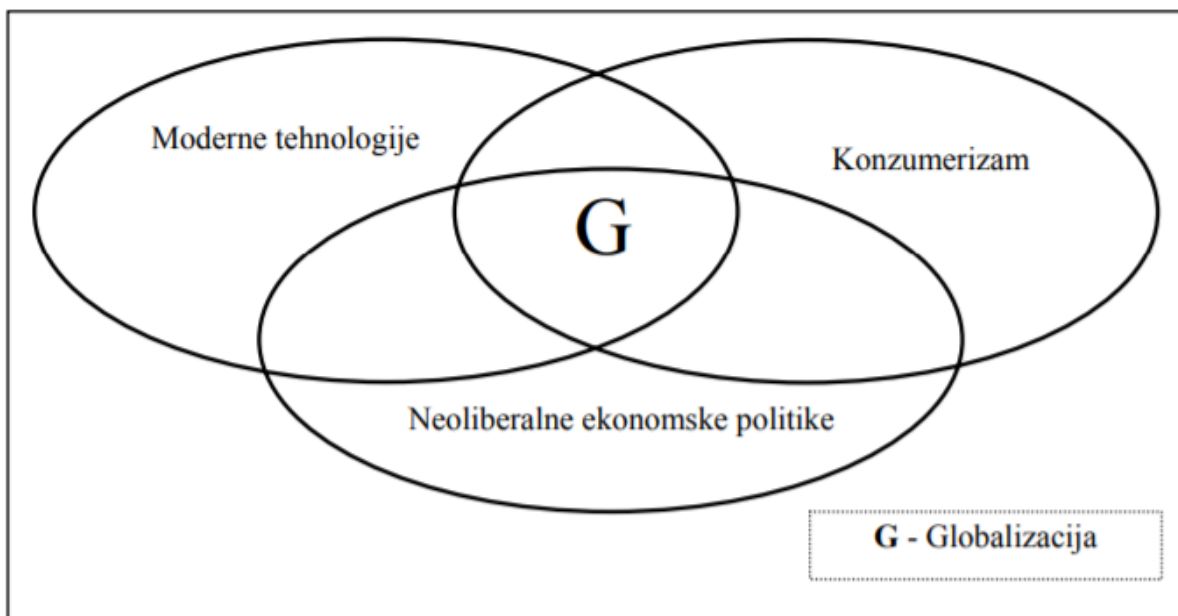 Moderne tehnologije
Konzumerizam
G
Neoliberalne ekonomske politike
G - Globalizacija